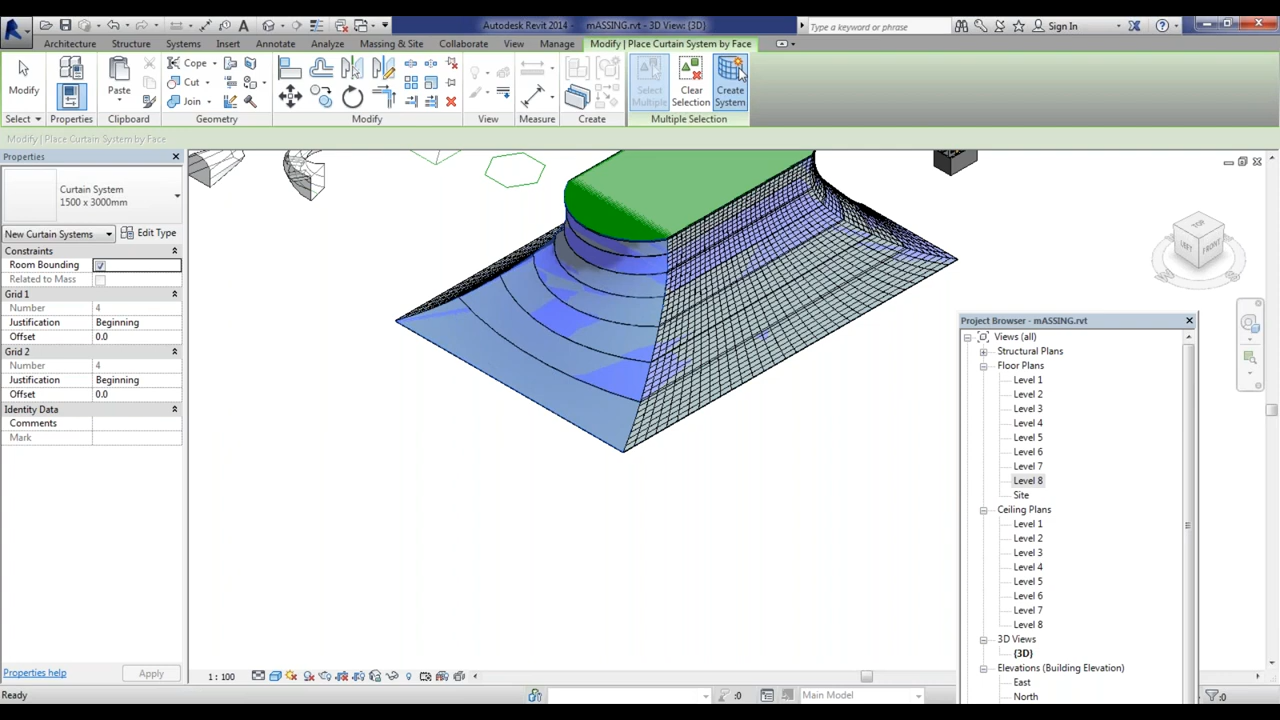 Autodesk Revit 2014 - mASSING.rvt - 3D View: {3D}
Type a keyword or phrase
Sign In
Architecture Structure Systems Insert Annotate Analyze Massing & Site Collaborate View Manage Modify | Place Curtain System by Face
Modify
Paste
Cope
Cut
Join
Select Multiple
Clear Selection
Create System
Select Properties Clipboard Geometry Modify View Measure Create Multiple Selection
Modify | Place Curtain System by Face
Properties
Curtain System
1500 x 3000mm
New Curtain Systems Edit Type
Constraints
Room Bounding
Related to Mass
Grid 1
Number 4
Justification Beginning
Offset 0.0
Grid 2
Number 4
Justification Beginning
Offset 0.0
Identity Data
Comments
Mark
Properties help Apply
TOP
LEFT
FRONT
Project Browser - mASSING.rvt
Views (all)
Structural Plans
Floor Plans
Level 1
Level 2
Level 3
Level 4
Level 5
Level 6
Level 7
Level 8
Site
Ceiling Plans
Level 1
Level 2
Level 3
Level 4
Level 5
Level 6
Level 7
Level 8
3D Views
{3D}
Elevations (Building Elevation)
East
North
1 : 100
Ready
:0
Main Model
:0